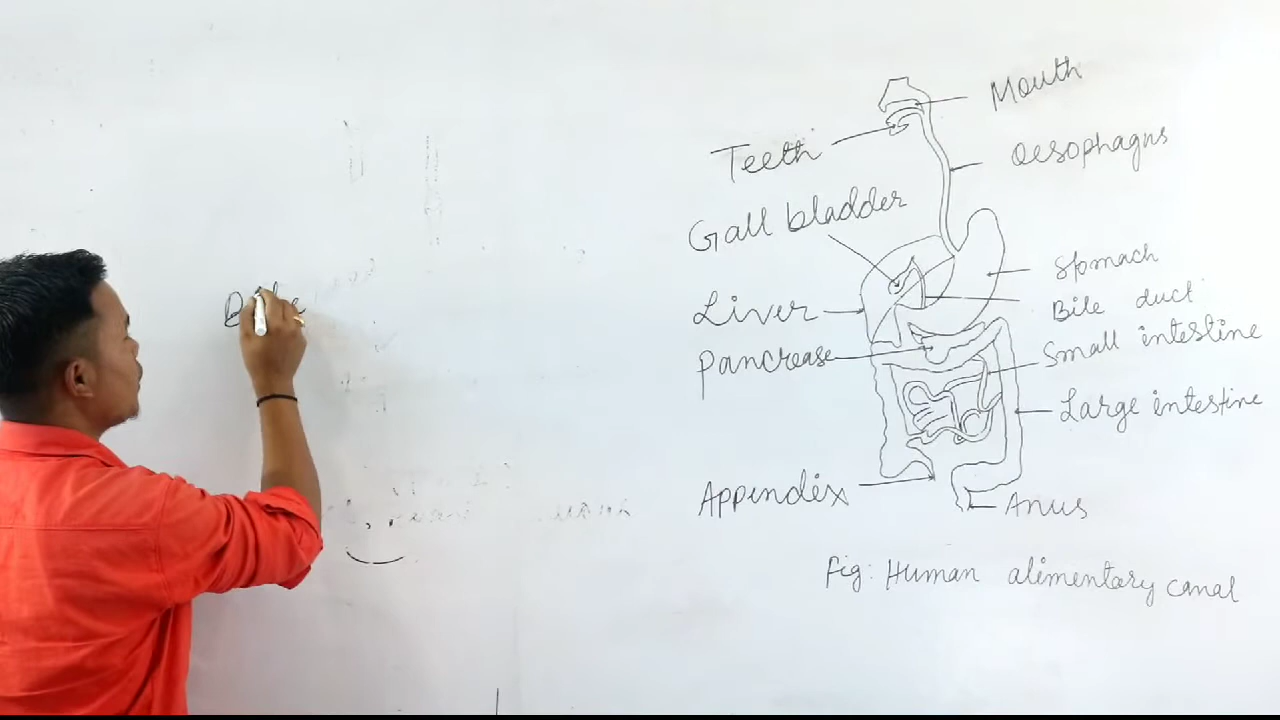 Mouth
Teeth
Oesophagus
Gall bladder
Stomach
Liver
Bile duct
Pancrease
Small intestine
Large intestine
Appendix
Anus
Fig: Human alimentary canal